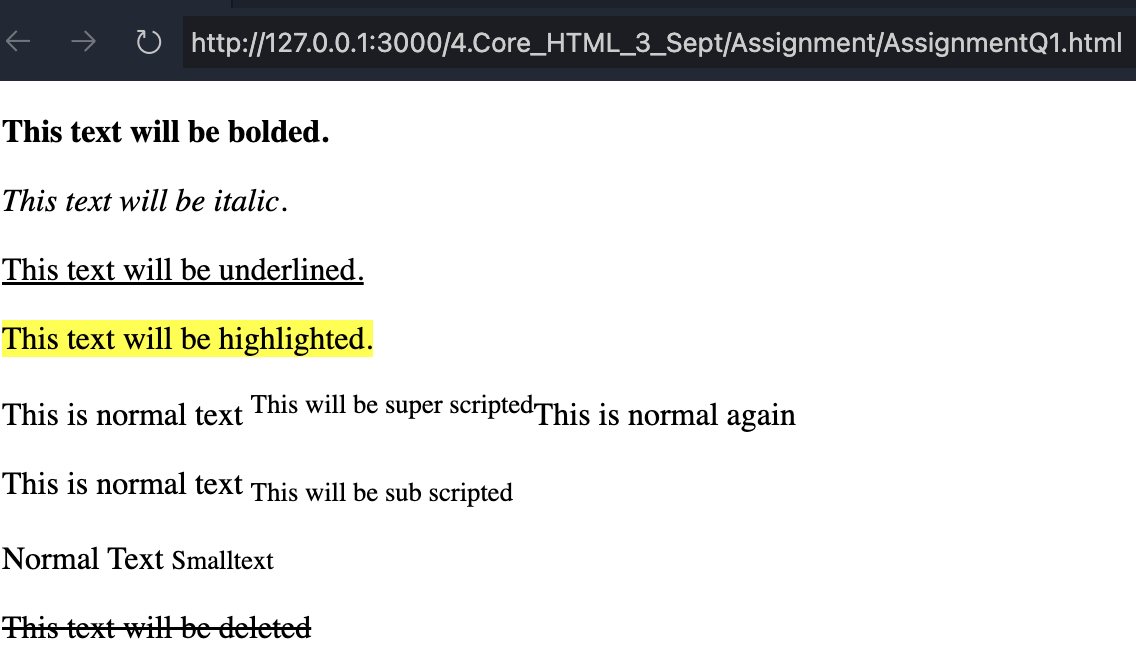 http://127.0.0.1:3000/4.Core_HTML_3_Sept/Assignment/AssignmentQ1.html
This text will be bolded.
This text will be italic.
This text will be underlined.
This text will be highlighted.
This is normal text This will be super scriptedThis is normal again
This is normal text This will be sub scripted
Normal Text Smalltext
This text will be deleted